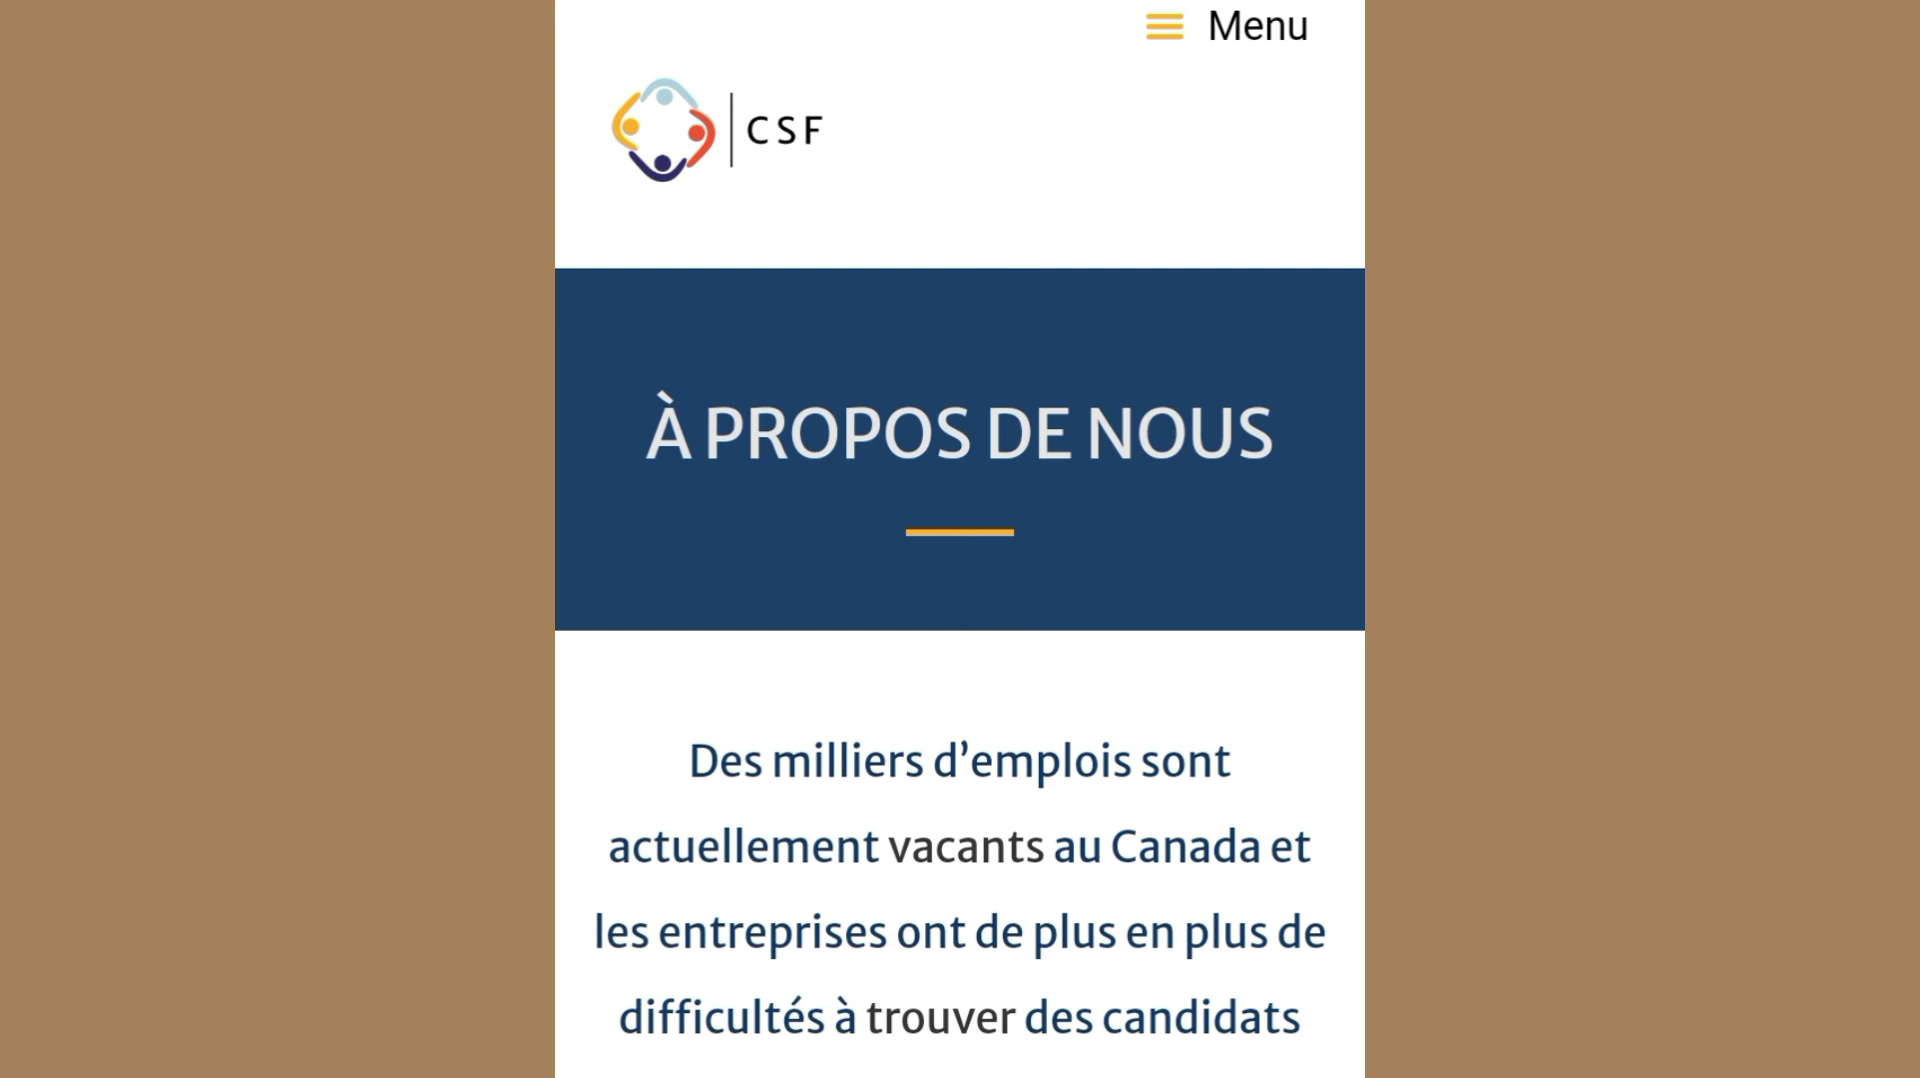 Menu
CSF
À PROPOS DE NOUS
Des milliers d’emplois sont
actuellement vacants au Canada et
les entreprises ont de plus en plus de
difficultés à trouver des candidats